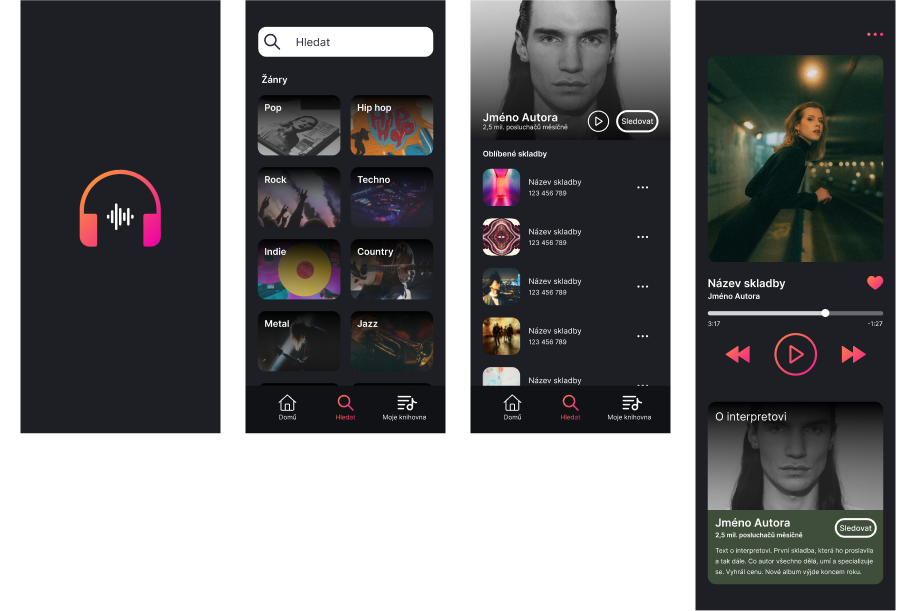 Hledat
Žánry
Pop
Hip hop
HIP HOP
Rock
Techno
Indie
Country
Metal
Jazz
Domů
Hledat
Moje knihovna
Jméno Autora
2,5 mil. posluchačů měsíčně
Sledovat
Oblíbené skladby
Název skladby
123 456 789
Název skladby
123 456 789
Název skladby
123 456 789
Název skladby
123 456 789
Název skladby
Domů
Hledat
Moje knihovna
Název skladby
Jméno Autora
3:17
-1:27
O interpretovi
Jméno Autora
2,5 mil. posluchačů měsíčně
Sledovat
Text o interpretovi. První skladba, která ho proslavila
a tak dále. Co autor všechno dělá, umí a specializuje
se. Vyhrál cenu. Nové album výjde koncem roku.